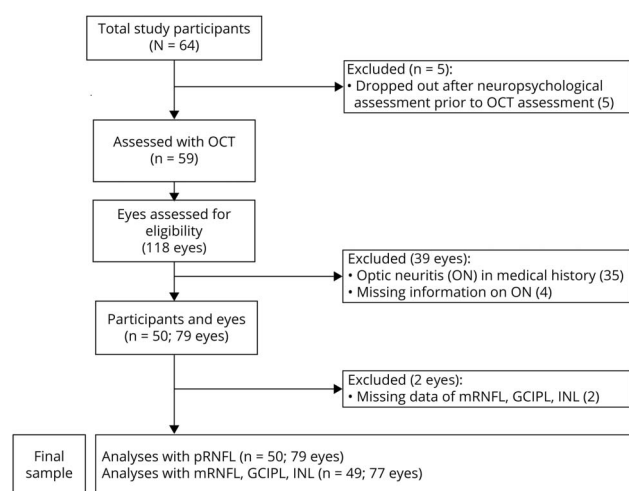 Total study participants
(N = 64)
Excluded (n = 5):
• Dropped out after neuropsychological
assessment prior to OCT assessment (5)
Assessed with OCT
(n = 59)
Eyes assessed for
eligibility
(118 eyes)
Excluded (39 eyes):
• Optic neuritis (ON) in medical history (35)
• Missing information on ON (4)
Participants and eyes
(n = 50; 79 eyes)
Excluded (2 eyes):
• Missing data of mRNFL, GCIPL, INL (2)
Final
sample
Analyses with pRNFL (n = 50; 79 eyes)
Analyses with mRNFL, GCIPL, INL (n = 49; 77 eyes)